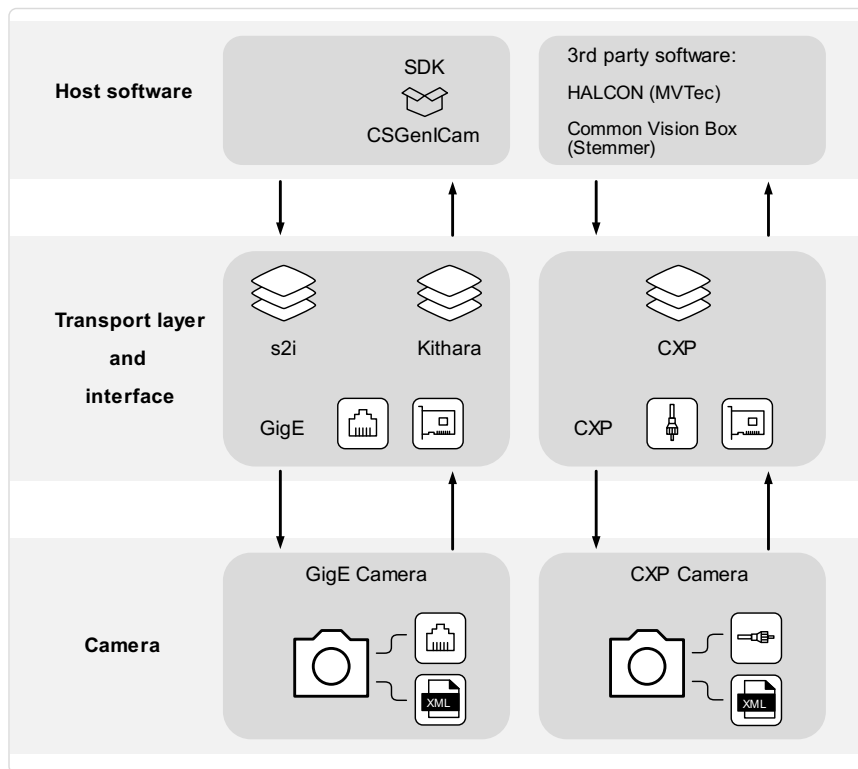 Host software
SDK
CSGenICam
3rd party software:
HALCON (MVTec)
Common Vision Box
(Stemmer)
Transport layer
and
interface
s2i
Kithara
CXP
GigE
CXP
Camera
GigE Camera
CXP Camera
XML
XML